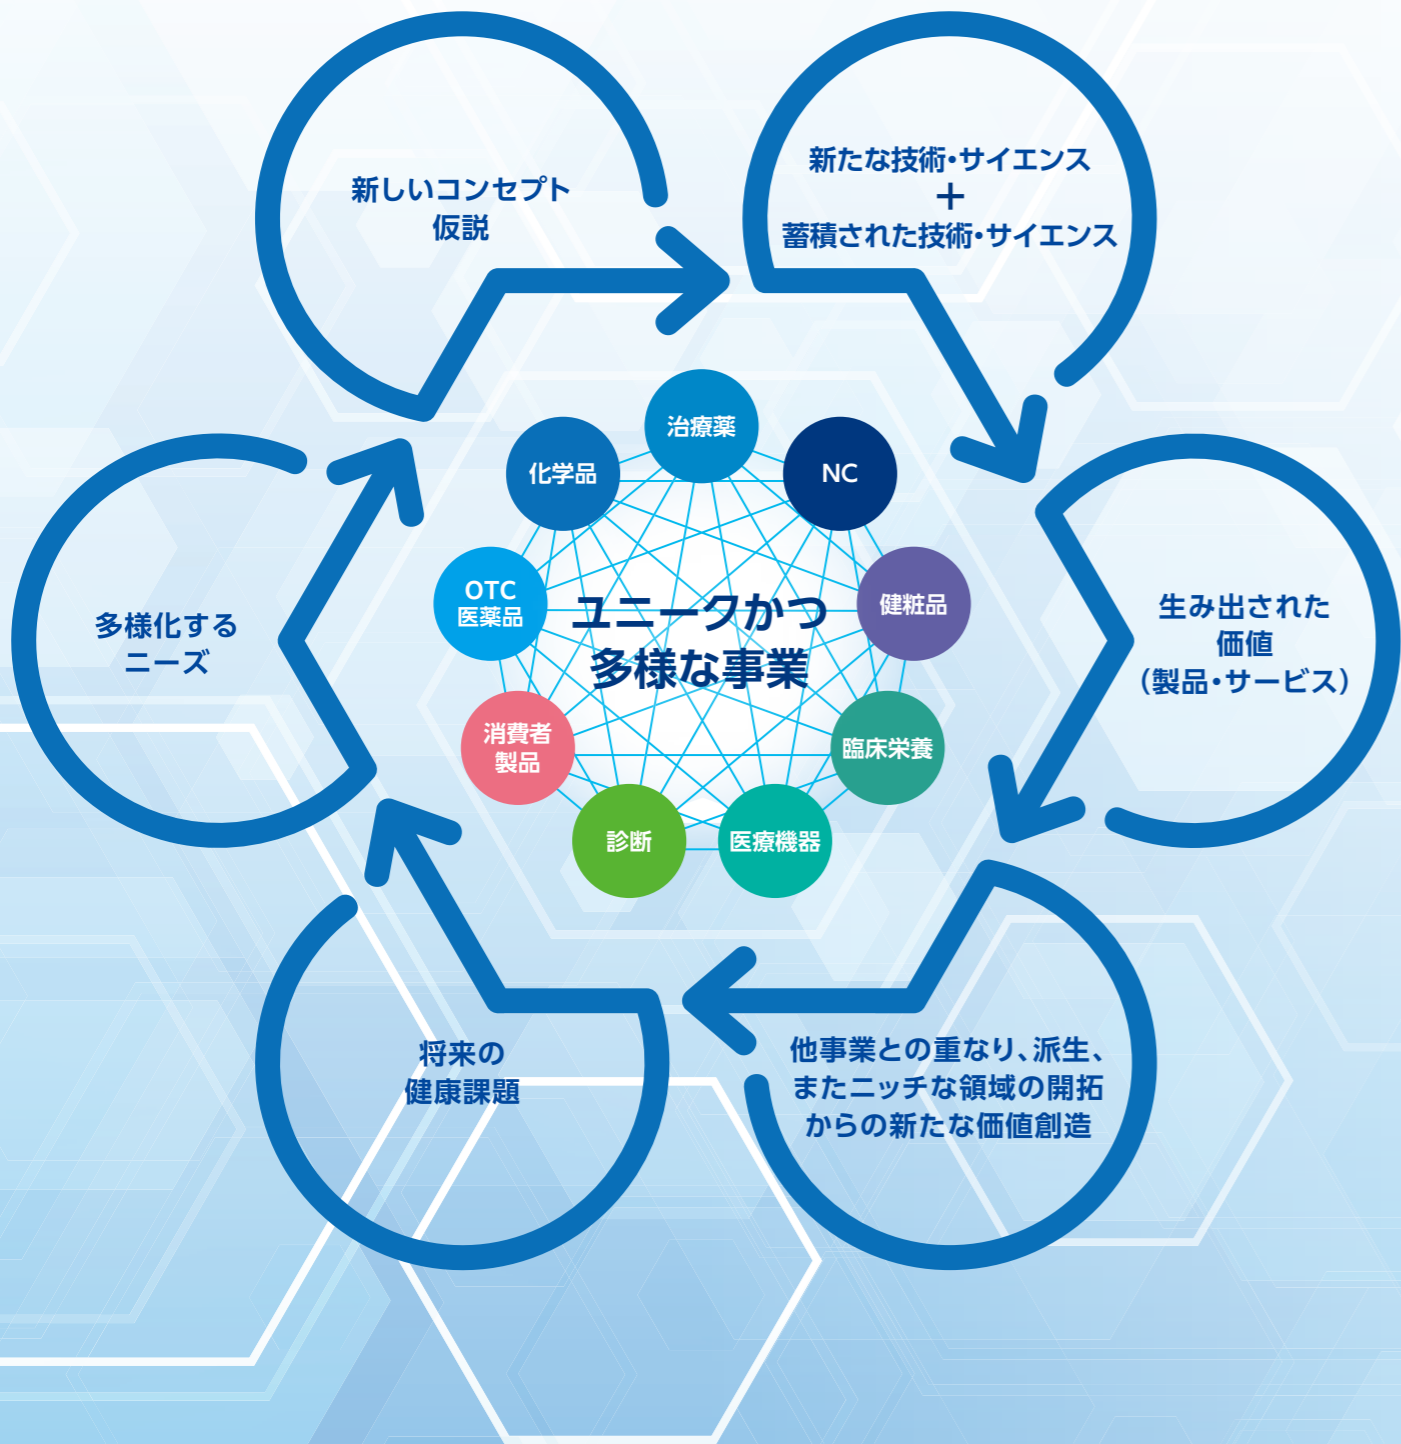 新しいコンセプト
仮説
新たな技術・サイエンス
＋
蓄積された技術・サイエンス
生み出された
価値
（製品・サービス）
他事業との重なり、派生、
またニッチな領域の開拓
からの新たな価値創造
将来の
健康課題
多様化する
ニーズ
ユニークかつ
多様な事業
治療薬
NC
健粧品
臨床栄養
医療機器
診断
消費者
製品
OTC
医薬品
化学品